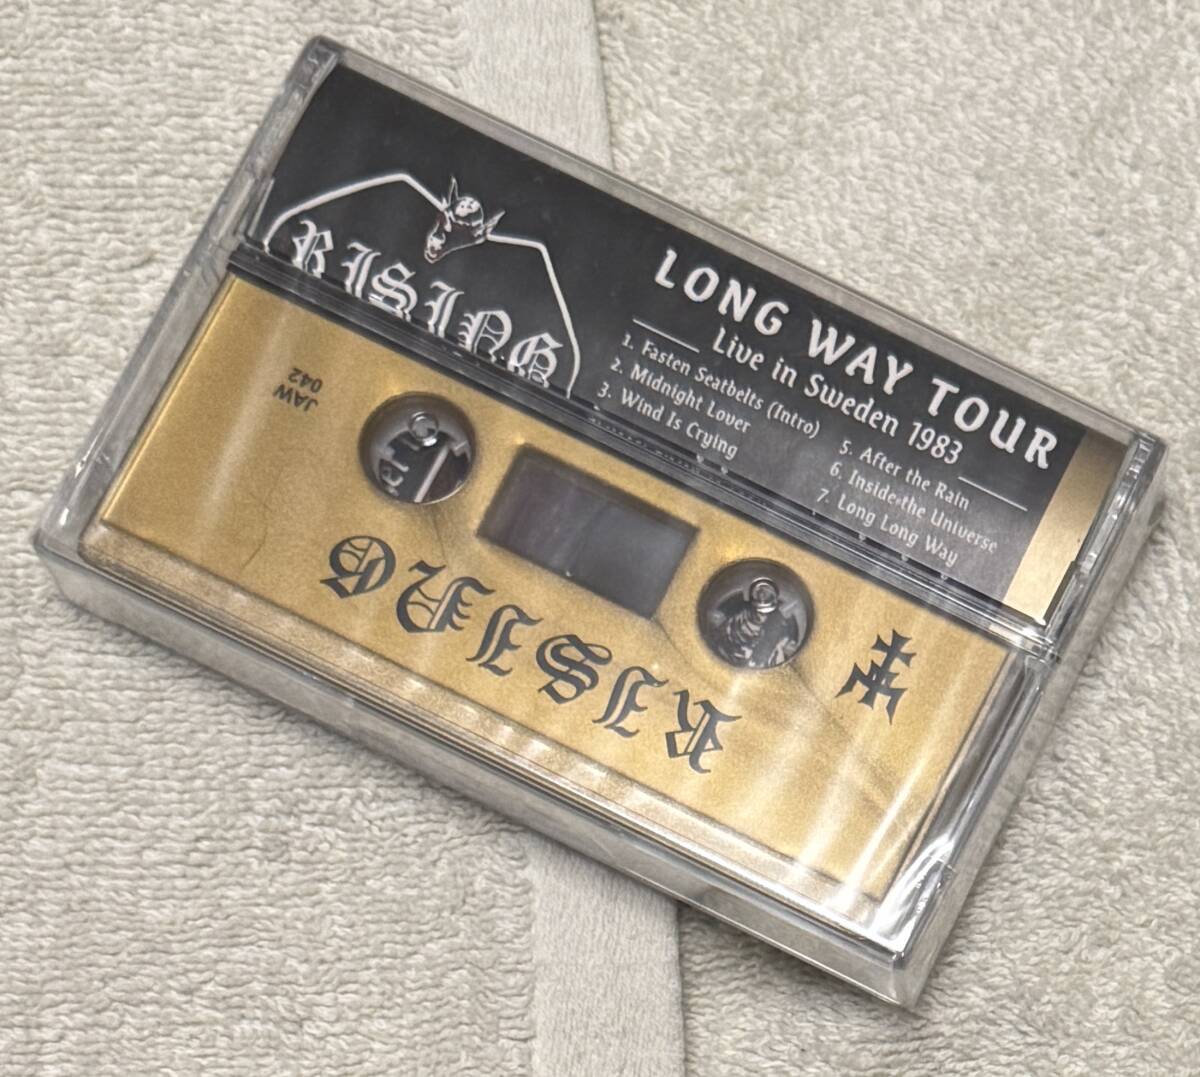 RISING
LONG WAY TOUR
Live in Sweden 1983
1. Fasten Seatbelts (Intro)
2. Midnight Lover
3. Wind Is Crying
5. After the Rain
6. Inside the Universe
7. Long Long Way
JAW
042
RISING